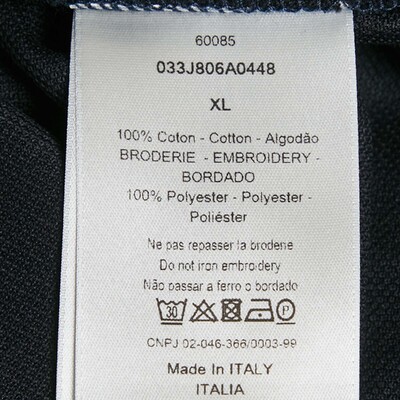 60085
033J806A0448
XL
100% Coton - Cotton - Algodão
BRODERIE - EMBROIDERY -
BORDADO
100% Polyester - Polyester -
Poliéster
Ne pas repasser la broderie
Do not iron embroidery
Não passar a ferro o bordado
30 P
CNPJ 02-046-366/0003-99
Made In ITALY
ITALIA